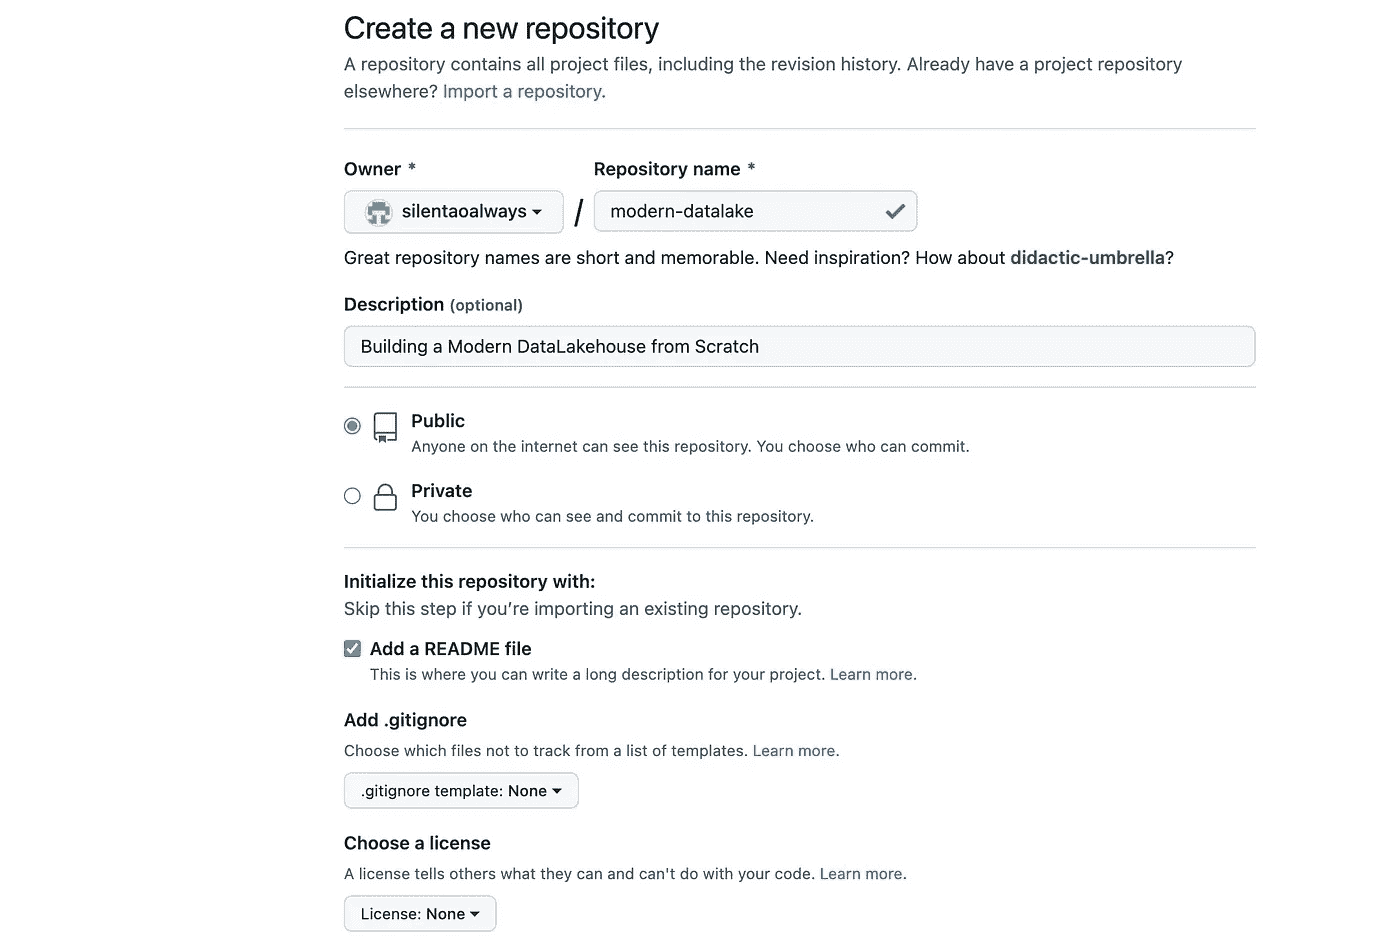 Create a new repository
A repository contains all project files, including the revision history. Already have a project repository
elsewhere? Import a repository.
Owner * Repository name *
silentaoalways / modern-datalake
Great repository names are short and memorable. Need inspiration? How about didactic-umbrella?
Description (optional)
Building a Modern DataLakehouse from Scratch
Public
Anyone on the internet can see this repository. You choose who can commit.
Private
You choose who can see and commit to this repository.
Initialize this repository with:
Skip this step if you’re importing an existing repository.
Add a README file
This is where you can write a long description for your project. Learn more.
Add .gitignore
Choose which files not to track from a list of templates. Learn more.
.gitignore template: None
Choose a license
A license tells others what they can and can't do with your code. Learn more.
License: None